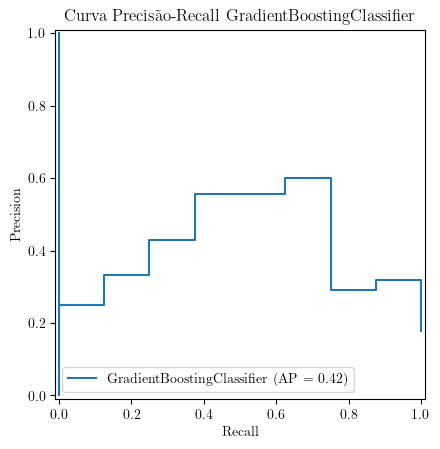 Curva Precisão-Recall GradientBoostingClassifier
1.0
0.8
0.6
0.4
0.2
0.0
Precision
GradientBoostingClassifier (AP = 0.42)
0.0 0.2 0.4 0.6 0.8 1.0
Recall